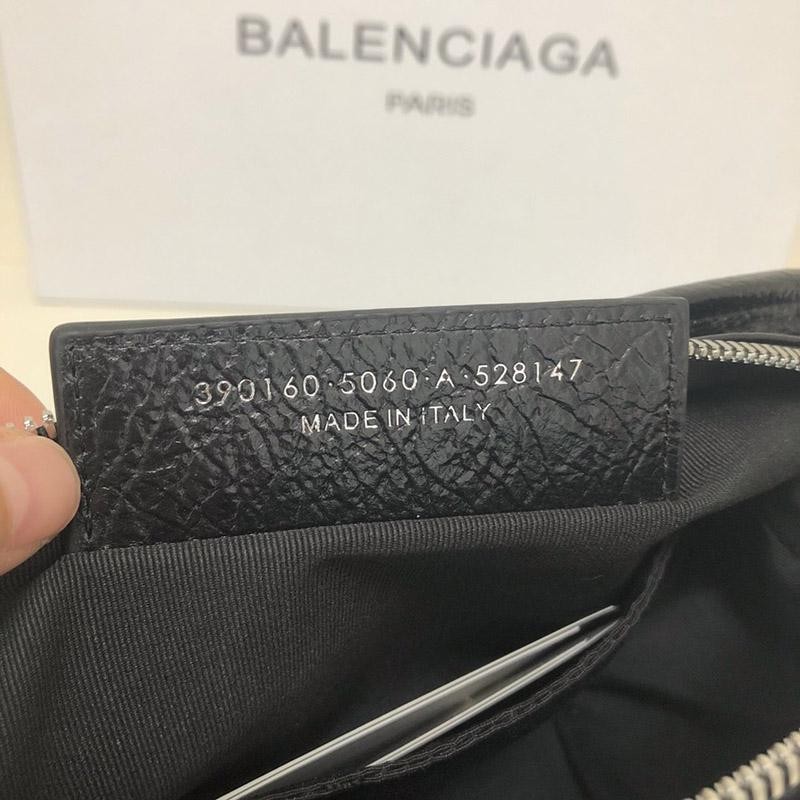 BALENCIAGA
PARIS
390160·5060·A·528147
MADE IN ITALY